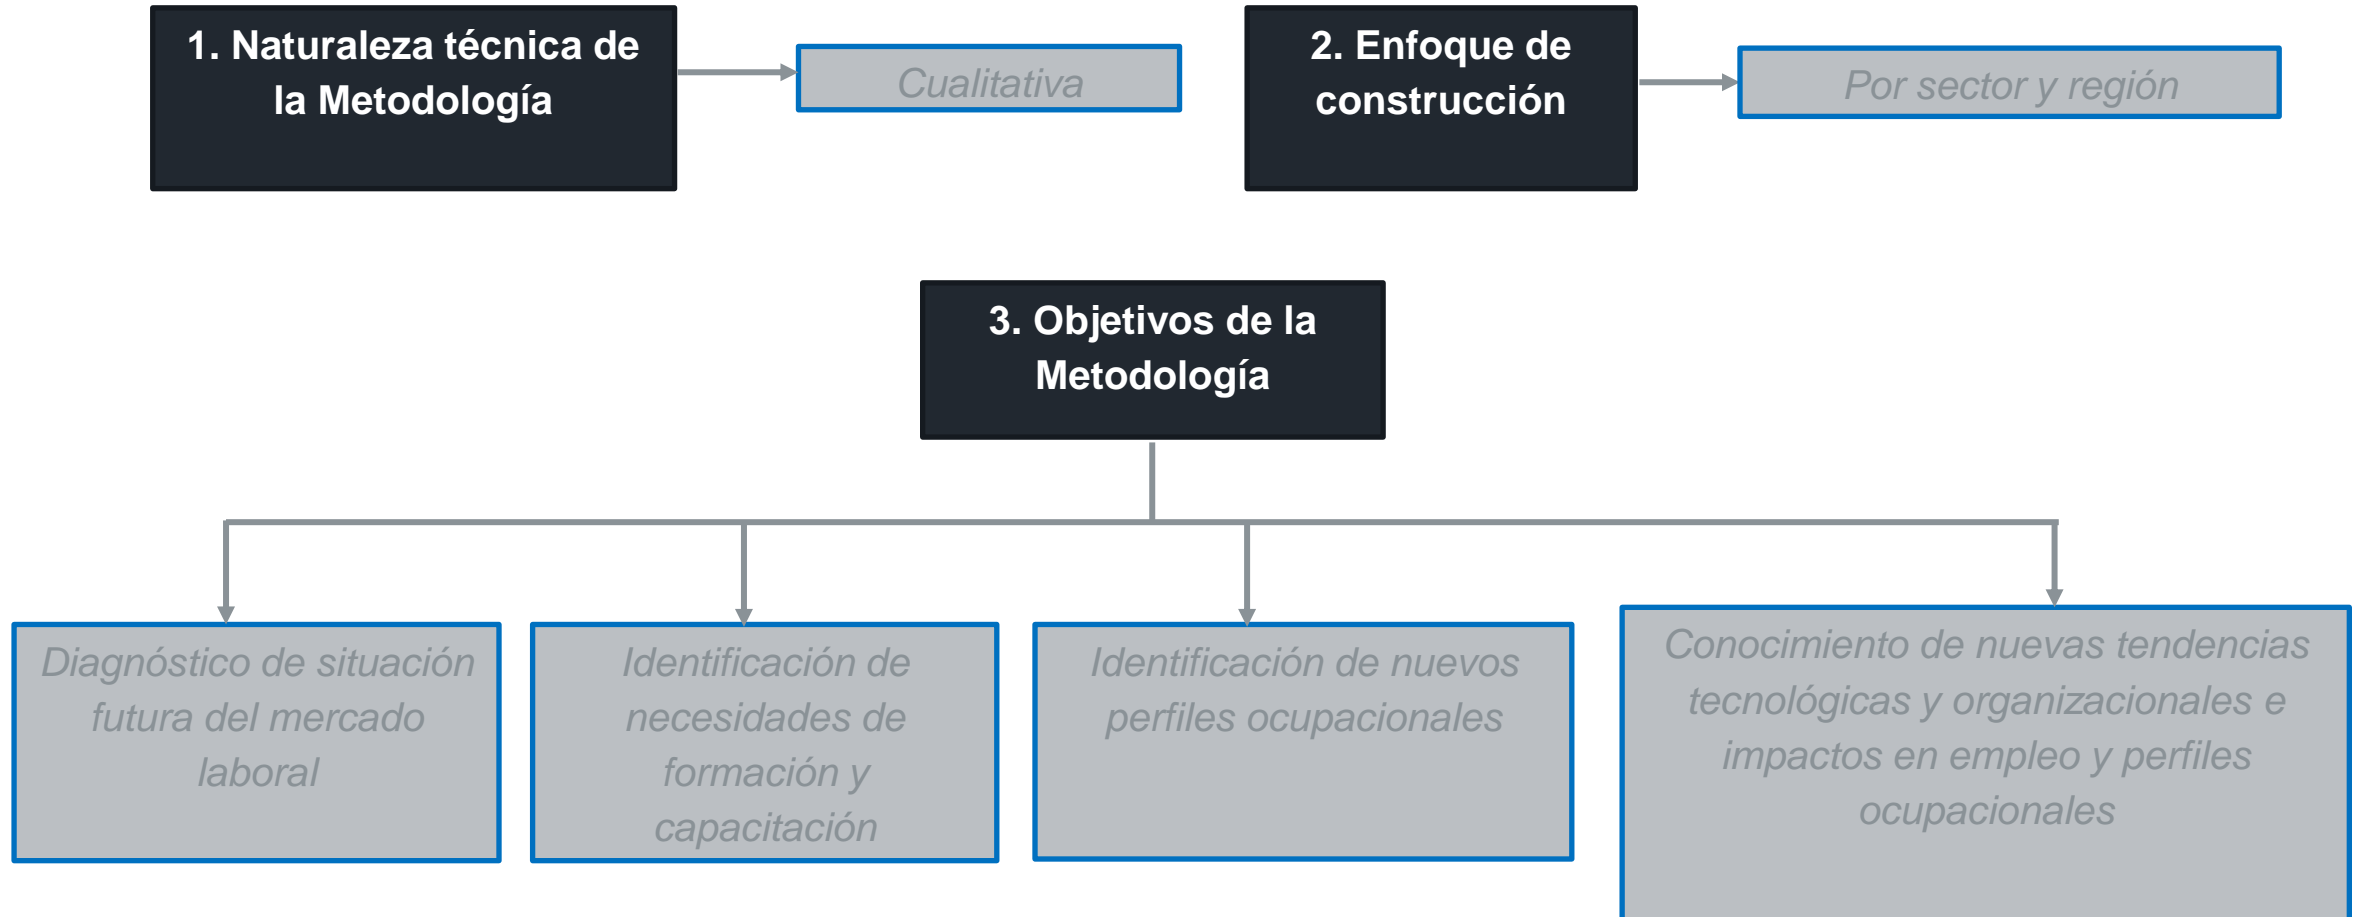 1. Naturaleza técnica de
la Metodología
Cualitativa
2. Enfoque de
construcción
Por sector y región
3. Objetivos de la
Metodología
Diagnóstico de situación
futura del mercado
laboral
Identificación de
necesidades de
formación y
capacitación
Identificación de nuevos
perfiles ocupacionales
Conocimiento de nuevas tendencias
tecnológicas y organizacionales e
impactos en empleo y perfiles
ocupacionales